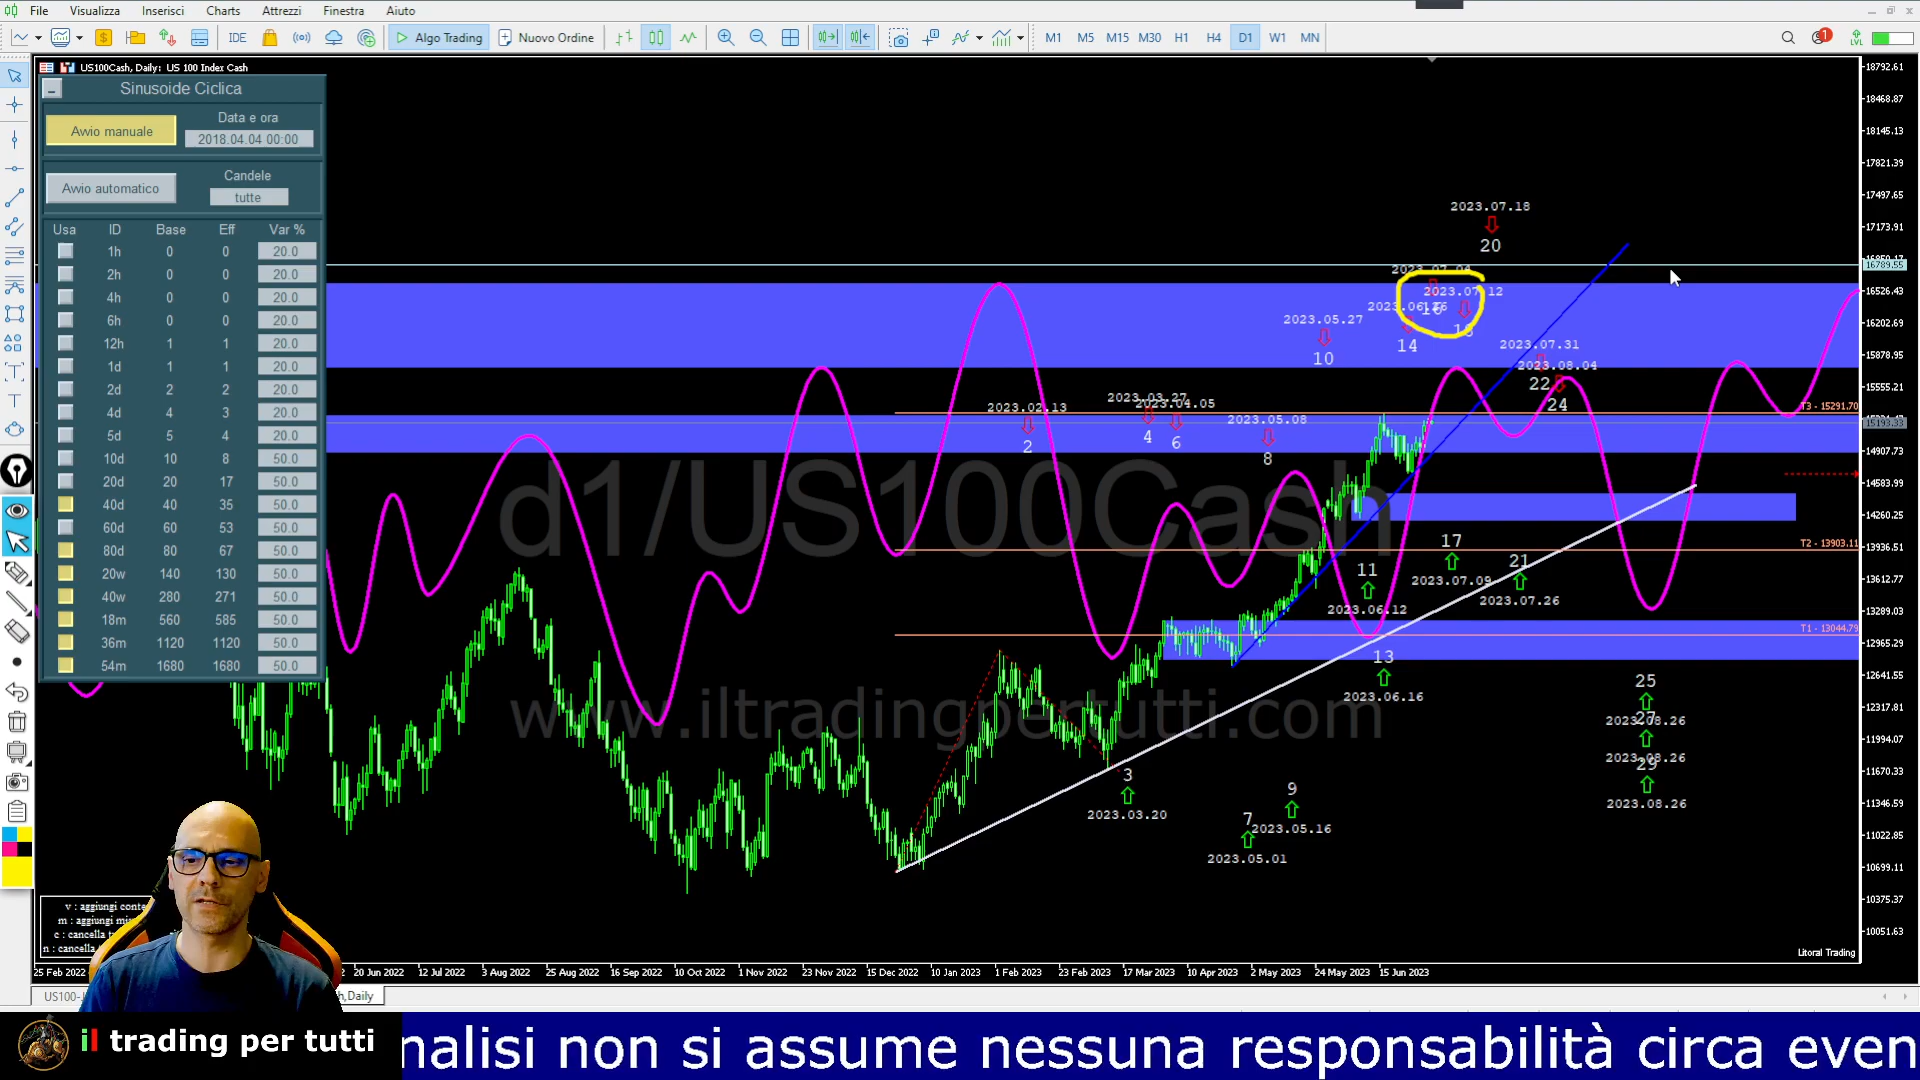 File Visualizza Inserisci Charts Attrezzi Finestra Aiuto
IDE Algo Trading Nuovo Ordine M1 M5 M15 M30 H1 H4 D1 W1 MN 1 LVL
US100Cash, Daily: US 100 Index Cash
Sinusoide Ciclica
Avvio manuale
Data e ora
2018.04.04 00:00
Avvio automatico
Candele
tutte
Usa ID Base Eff Var %
1h 0 0 20.0
2h 0 0 20.0
4h 0 0 20.0
6h 0 0 20.0
12h 1 1 20.0
1d 1 1 20.0
2d 2 2 20.0
4d 4 3 20.0
5d 5 4 20.0
10d 10 8 50.0
20d 20 17 50.0
40d 40 35 50.0
60d 60 53 50.0
80d 80 67 50.0
20w 140 130 50.0
40w 280 271 50.0
18m 560 585 50.0
36m 1120 1120 50.0
54m 1680 1680 50.0
d1/US100Cash
www.iltradingpertutti.com
2023.02.13
2
2023.03.27
4
2023.04.05
6
2023.05.08
8
2023.05.27
10
14
2023.07.12
16
18
2023.07.18
20
2023.07.31
22
2023.08.04
24
3
2023.03.20
7
2023.05.01
9
2023.05.16
11
2023.06.12
13
2023.06.16
17
2023.07.09
21
2023.07.26
25
2023.08.26
27
2023.08.26
29
2023.08.26
T3 - 15291.70
T2 - 13903.11
T1 - 13044.79
18792.61
18468.87
18145.13
17821.39
17497.65
17173.91
16789.55
16526.43
16202.69
15878.95
15555.21
15193.33
14907.73
14583.99
14260.25
13936.51
13612.77
13289.03
12965.29
12641.55
12317.81
11994.07
11670.33
11346.59
11022.85
10699.11
10375.37
10051.63
v : aggiungi
m : aggiungi
c : cancella
n : cancella
Litoral Trading
25 Feb 2022 20 Jun 2022 12 Jul 2022 3 Aug 2022 25 Aug 2022 16 Sep 2022 10 Oct 2022 1 Nov 2022 23 Nov 2022 15 Dec 2022 10 Jan 2023 1 Feb 2023 23 Feb 2023 17 Mar 2023 10 Apr 2023 2 May 2023 24 May 2023 15 Jun 2023
h,Daily
il trading per tutti
nalisi non si assume nessuna responsabilità circa even